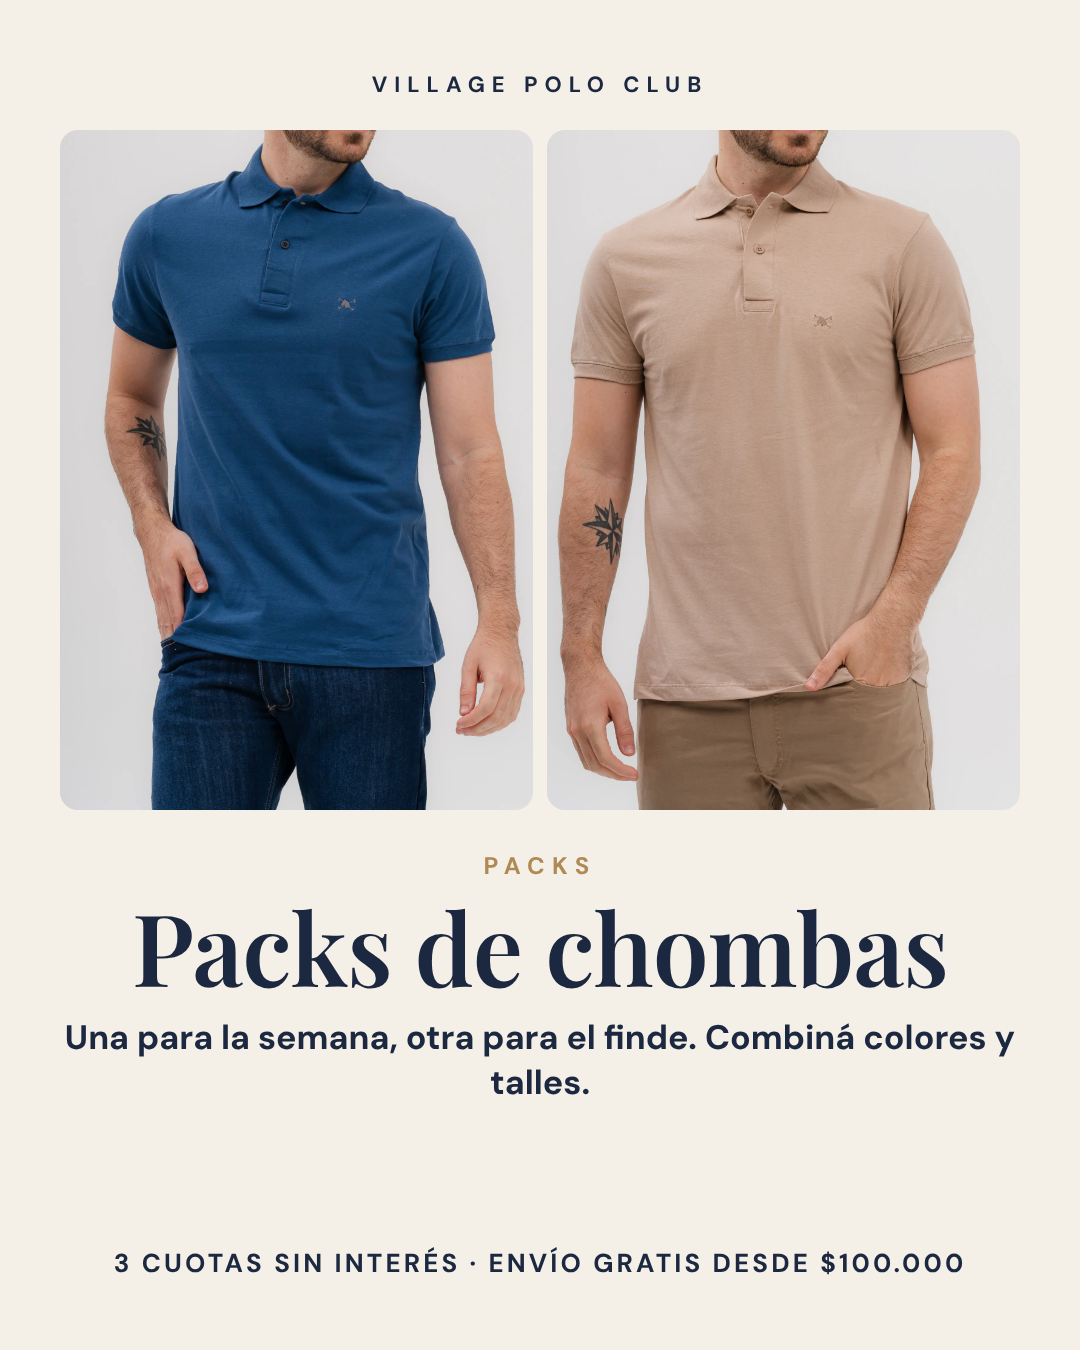 VILLAGE POLO CLUB
PACKS
Packs de chombas
Una para la semana, otra para el finde. Combiná colores y
talles.
3 CUOTAS SIN INTERÉS · ENVÍO GRATIS DESDE $100.000